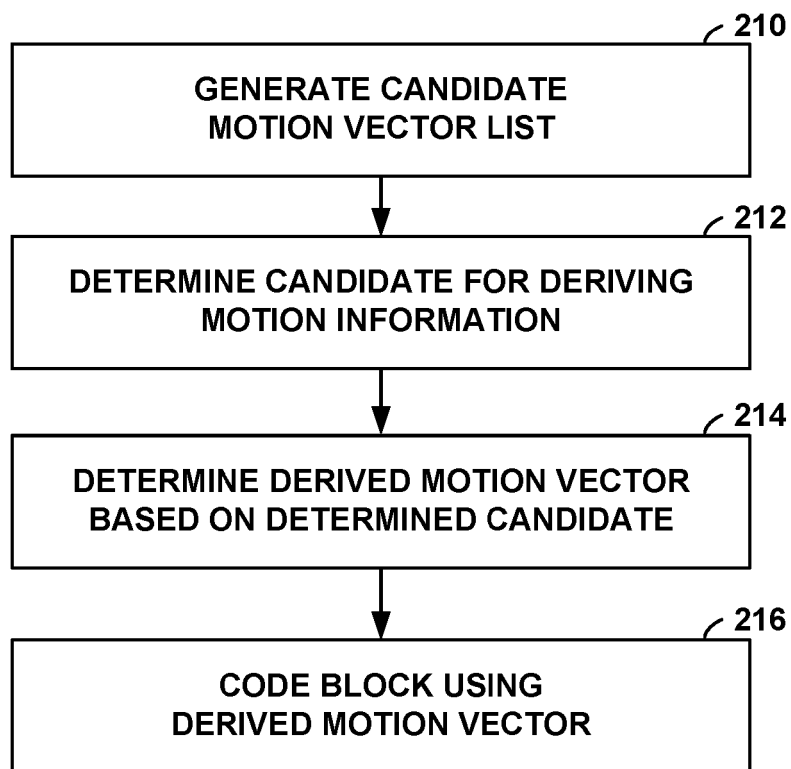 210
GENERATE CANDIDATE
MOTION VECTOR LIST
212
DETERMINE CANDIDATE FOR DERIVING
MOTION INFORMATION
214
DETERMINE DERIVED MOTION VECTOR
BASED ON DETERMINED CANDIDATE
216
CODE BLOCK USING
DERIVED MOTION VECTOR